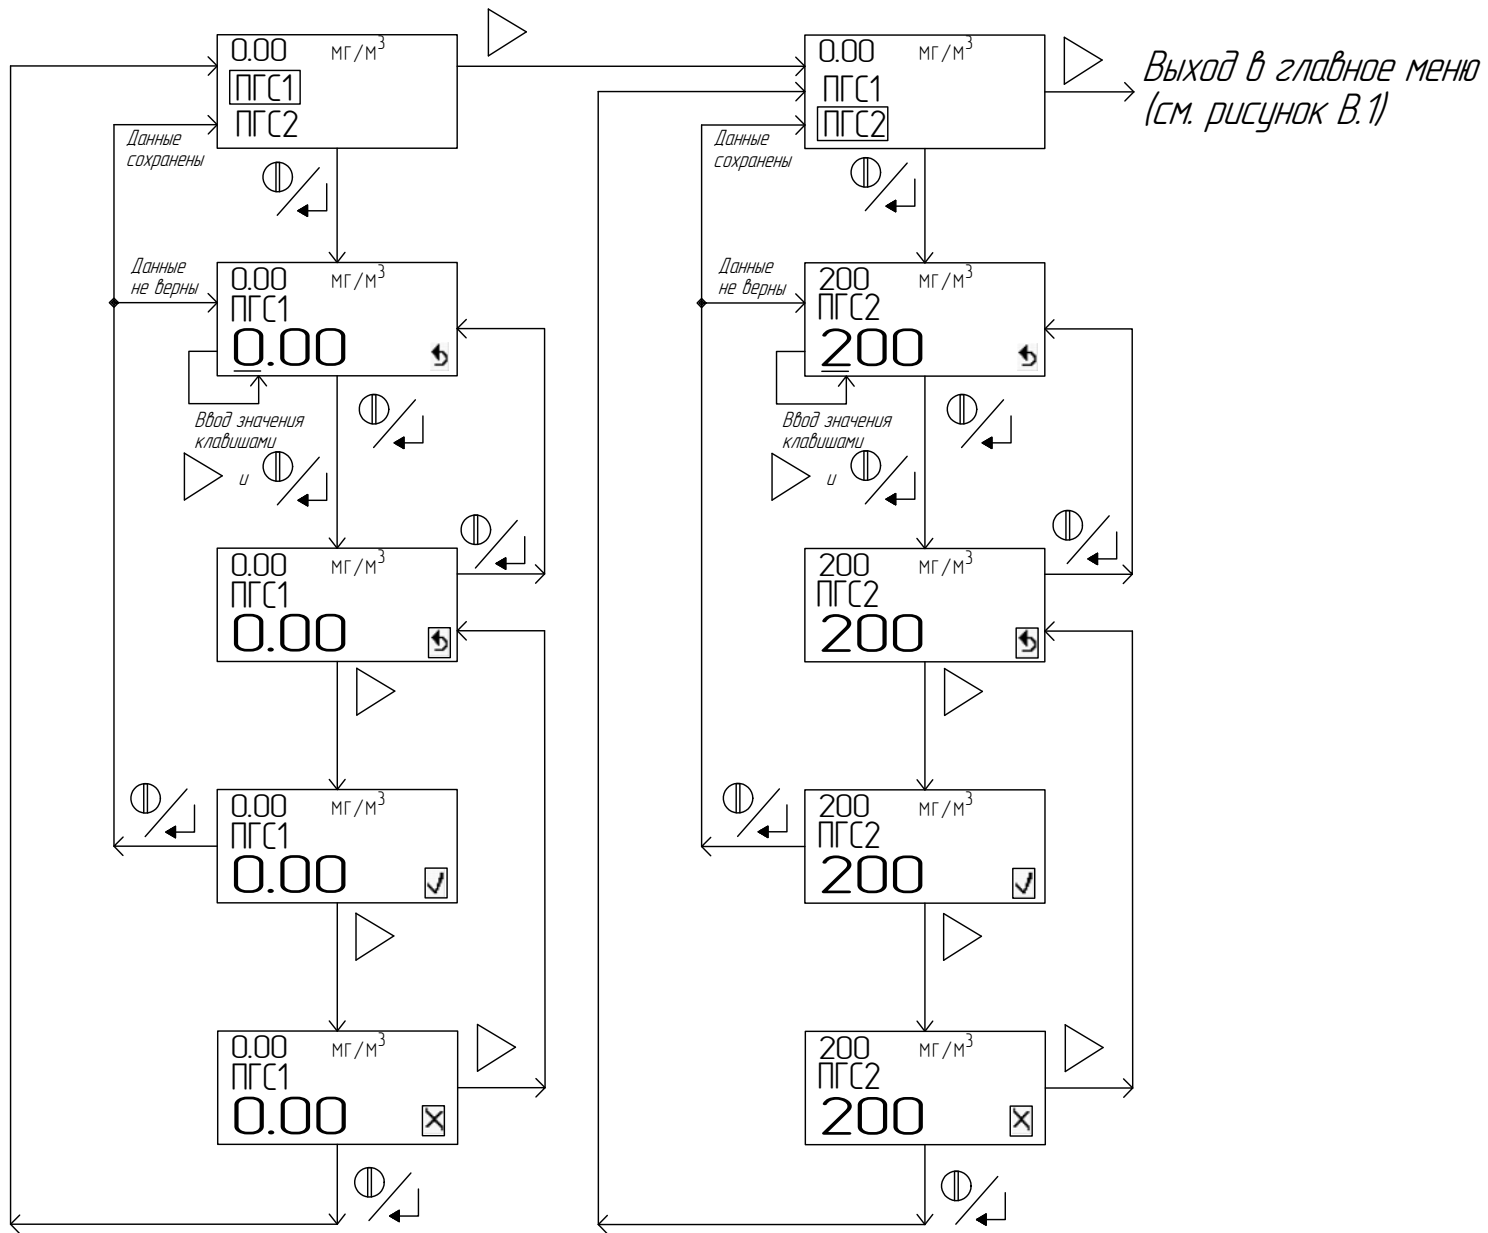 0.00 мг/м³
ПГС1
ПГС2
0.00 мг/м³
ПГС1
ПГС2
Выход в главное меню
(см. рисунок В.1)
Данные
сохранены
Данные
сохранены
Данные
не верны
0.00 мг/м³
ПГС1
0.00
Данные
не верны
200 мг/м³
ПГС2
200
Ввод значения
клавишами
и
Ввод значения
клавишами
и
0.00 мг/м³
ПГС1
0.00
200 мг/м³
ПГС2
200
0.00 мг/м³
ПГС1
0.00
200 мг/м³
ПГС2
200
0.00 мг/м³
ПГС1
0.00
200 мг/м³
ПГС2
200